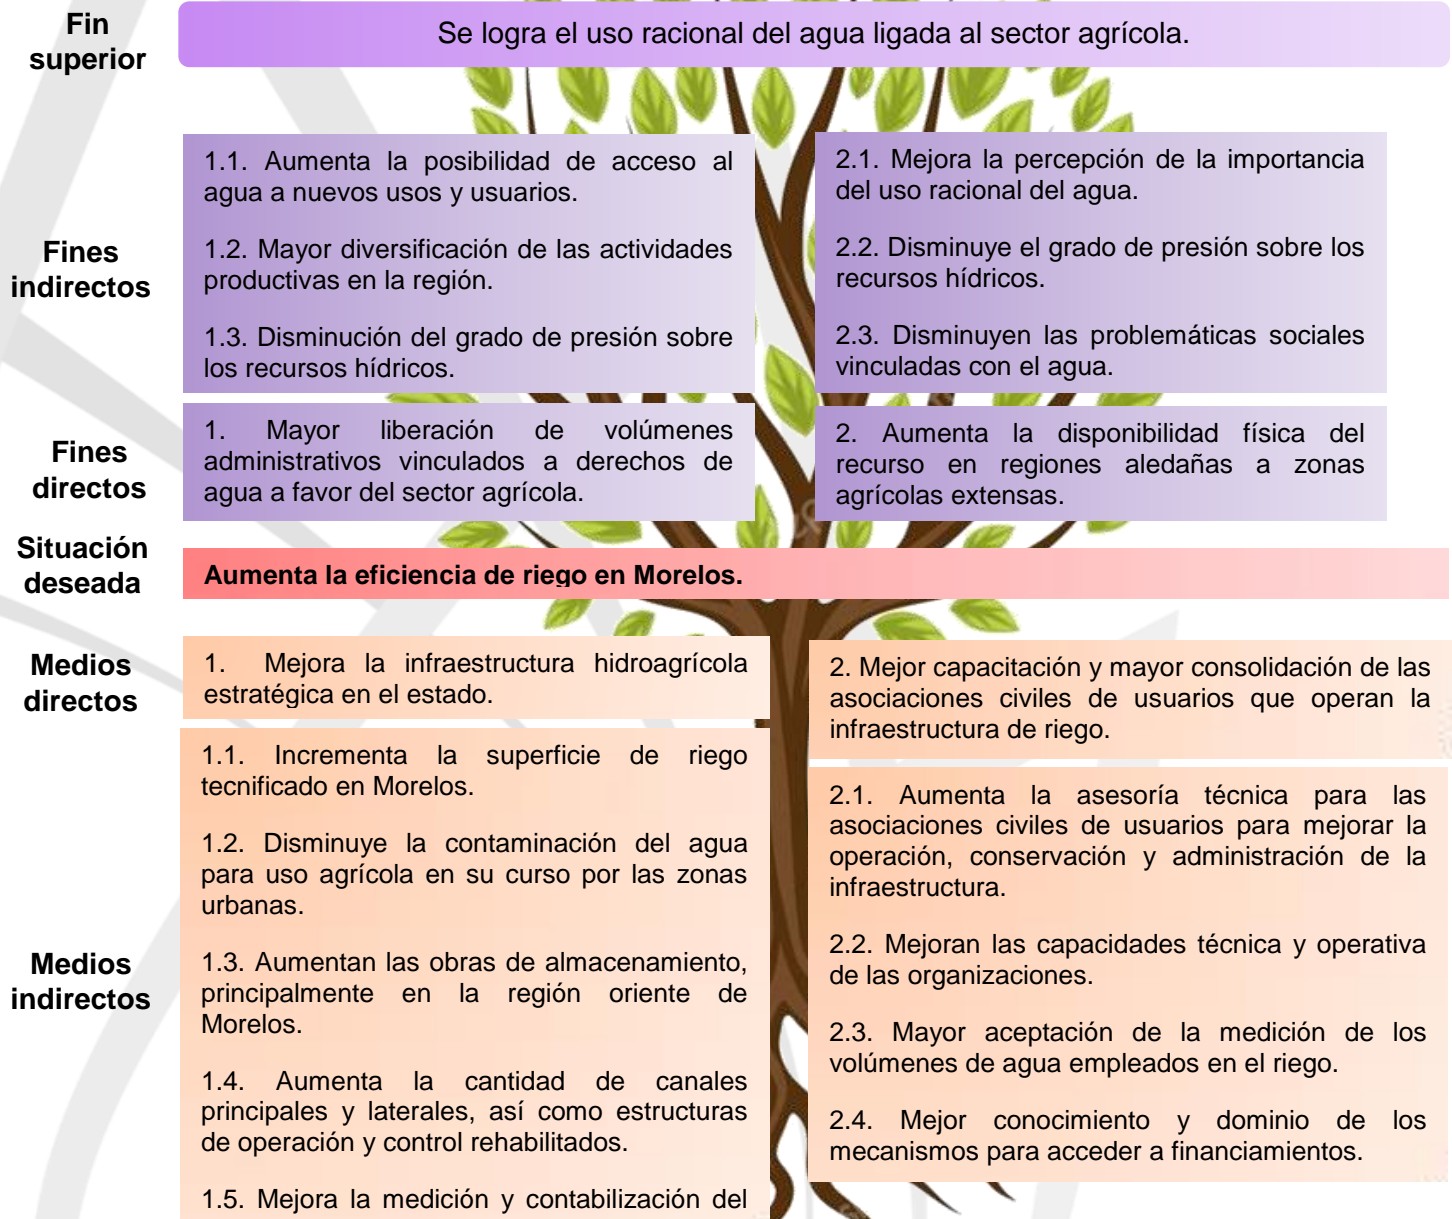 Fin
superior
Se logra el uso racional del agua ligada al sector agrícola.
Fines
indirectos
1.1. Aumenta la posibilidad de acceso al
agua a nuevos usos y usuarios.
1.2. Mayor diversificación de las actividades
productivas en la región.
1.3. Disminución del grado de presión sobre
los recursos hídricos.
2.1. Mejora la percepción de la importancia
del uso racional del agua.
2.2. Disminuye el grado de presión sobre los
recursos hídricos.
2.3. Disminuyen las problemáticas sociales
vinculadas con el agua.
Fines
directos
1. Mayor liberación de volúmenes
administrativos vinculados a derechos de
agua a favor del sector agrícola.
2. Aumenta la disponibilidad física del
recurso en regiones aledañas a zonas
agrícolas extensas.
Situación
deseada
Aumenta la eficiencia de riego en Morelos.
Medios
directos
1. Mejora la infraestructura hidroagrícola
estratégica en el estado.
2. Mejor capacitación y mayor consolidación de las
asociaciones civiles de usuarios que operan la
infraestructura de riego.
Medios
indirectos
1.1. Incrementa la superficie de riego
tecnificado en Morelos.
1.2. Disminuye la contaminación del agua
para uso agrícola en su curso por las zonas
urbanas.
1.3. Aumentan las obras de almacenamiento,
principalmente en la región oriente de
Morelos.
1.4. Aumenta la cantidad de canales
principales y laterales, así como estructuras
de operación y control rehabilitados.
1.5. Mejora la medición y contabilización del
2.1. Aumenta la asesoría técnica para las
asociaciones civiles de usuarios para mejorar la
operación, conservación y administración de la
infraestructura.
2.2. Mejoran las capacidades técnica y operativa
de las organizaciones.
2.3. Mayor aceptación de la medición de los
volúmenes de agua empleados en el riego.
2.4. Mejor conocimiento y dominio de los
mecanismos para acceder a financiamientos.